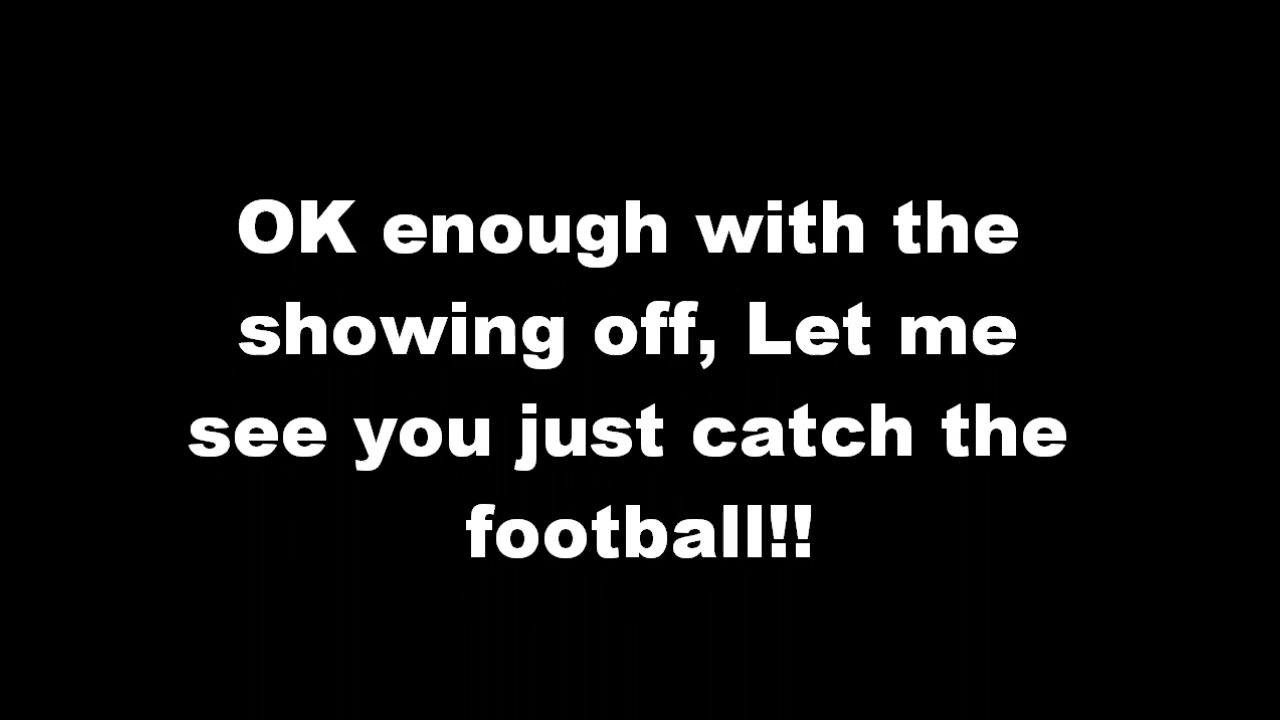 OK enough with the
showing off, Let me
see you just catch the
football!!